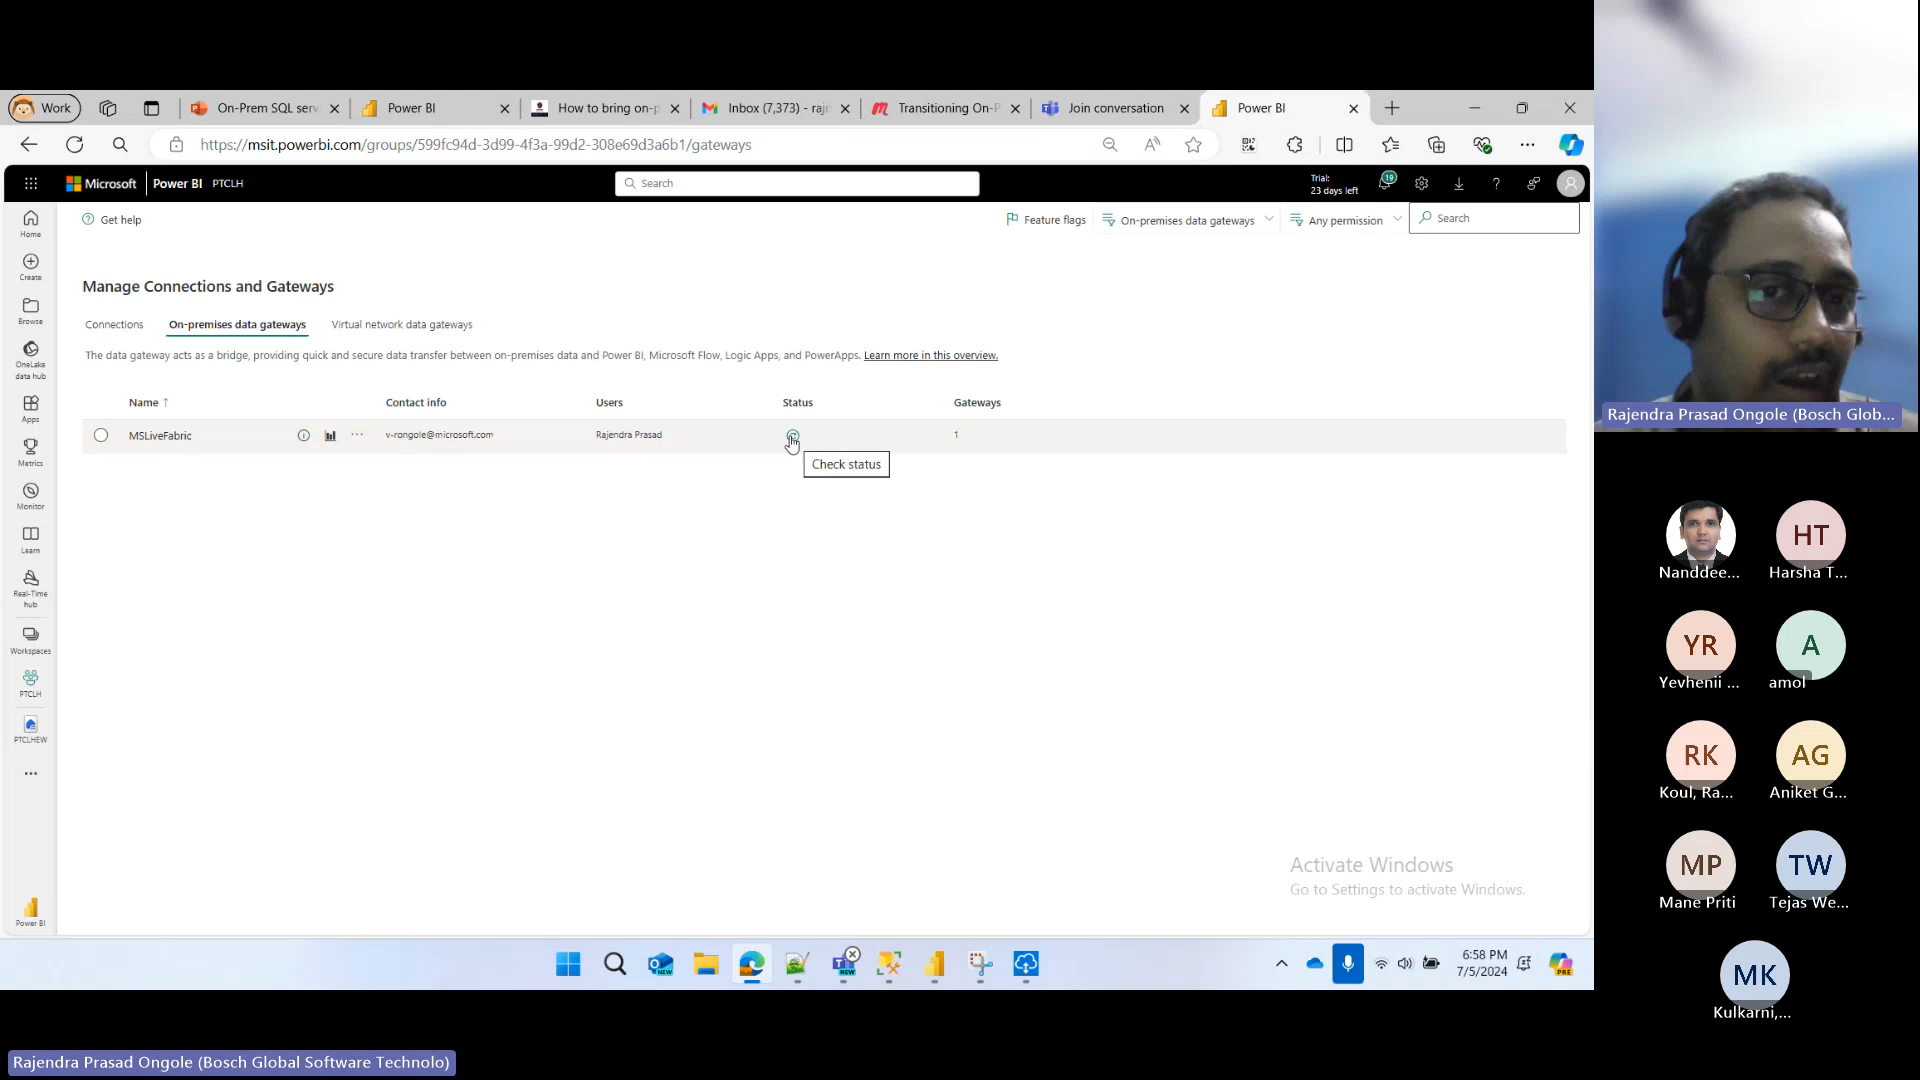 Work
On-Prem SQL serv
Power BI
How to bring on-p
Inbox (7,373) - rajn
Transitioning On-P
Join conversation
Power BI
https://msit.powerbi.com/groups/599fc94d-3d99-4f3a-99d2-308e69d3a6b1/gateways
Microsoft
Power BI
PTCLH
Search
Trial:
23 days left
19
Get help
Feature flags
On-premises data gateways
Any permission
Search
Home
Create
Browse
OneLake
data hub
Apps
Metrics
Monitor
Learn
Real-Time
hub
Workspaces
PTCLH
PTCLHEW
Power BI
Manage Connections and Gateways
Connections
On-premises data gateways
Virtual network data gateways
The data gateway acts as a bridge, providing quick and secure data transfer between on-premises data and Power BI, Microsoft Flow, Logic Apps, and PowerApps. Learn more in this overview.
Name ↑ Contact info Users Status Gateways
MSLiveFabric v-rongole@microsoft.com Rajendra Prasad 1
Check status
Activate Windows
Go to Settings to activate Windows.
NEW
NEW
6:58 PM
7/5/2024
PRE
Rajendra Prasad Ongole (Bosch Glob...
Nanddee...
HT
Harsha T...
YR
Yevhenii ...
A
amol
RK
Koul, Ra...
AG
Aniket G...
MP
Mane Priti
TW
Tejas We...
MK
Kulkarni,...
Rajendra Prasad Ongole (Bosch Global Software Technolo)